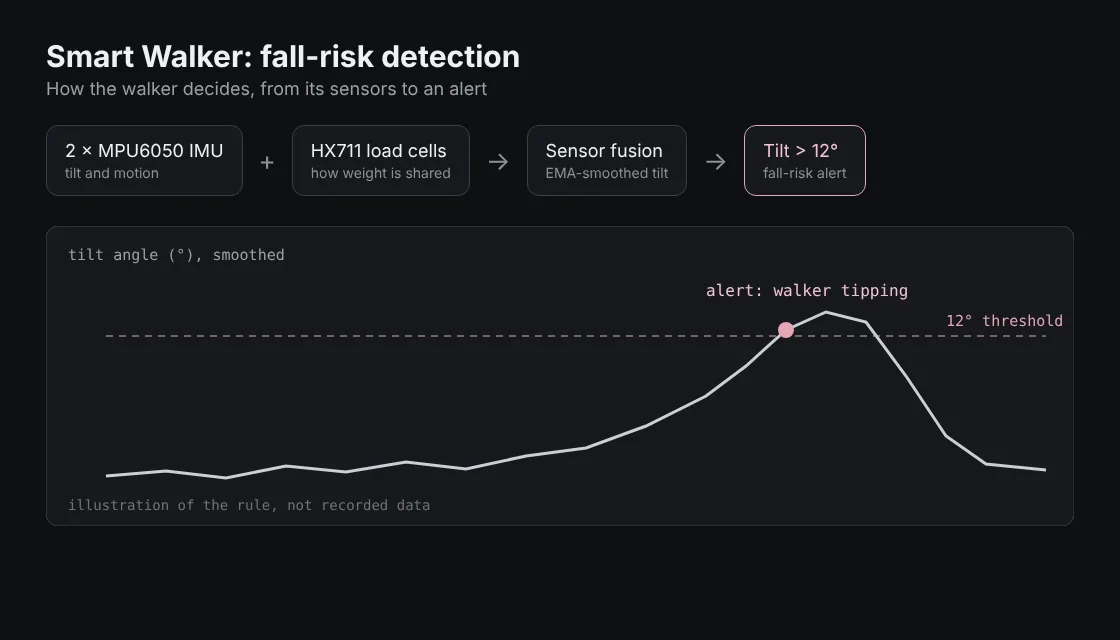 Smart Walker: fall-risk detection
How the walker decides, from its sensors to an alert
2 × MPU6050 IMU
tilt and motion
+
HX711 load cells
how weight is shared
→
Sensor fusion
EMA-smoothed tilt
→
Tilt > 12°
fall-risk alert
tilt angle (°), smoothed
alert: walker tipping
12° threshold
illustration of the rule, not recorded data